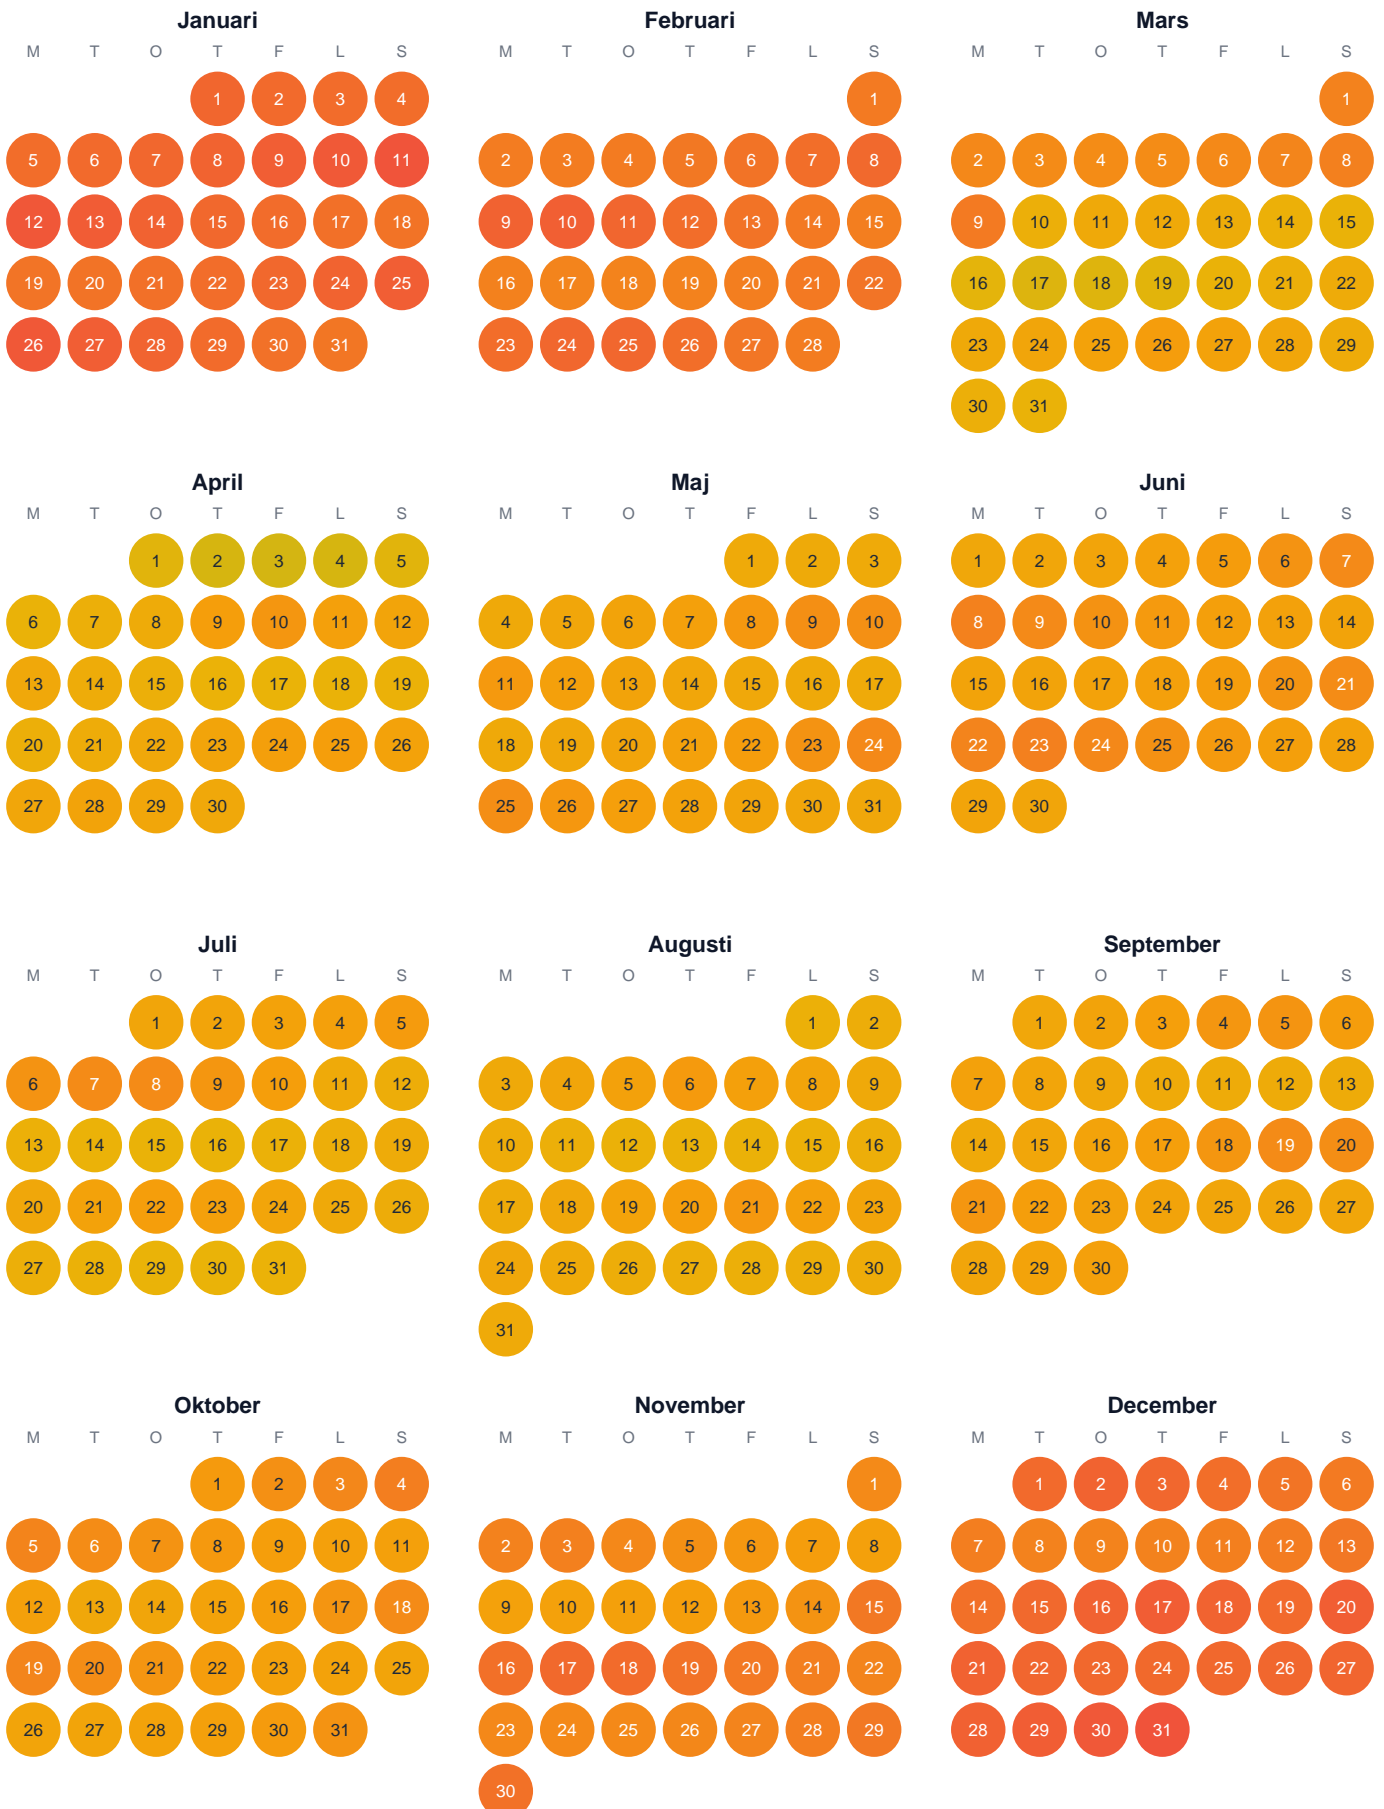 Januari Februari Mars
M T O T F L S M T O T F L S M T O T F L S
1 2 3 4 1 1
5 6 7 8 9 10 11 2 3 4 5 6 7 8 2 3 4 5 6 7 8
12 13 14 15 16 17 18 9 10 11 12 13 14 15 9 10 11 12 13 14 15
19 20 21 22 23 24 25 16 17 18 19 20 21 22 16 17 18 19 20 21 22
26 27 28 29 30 31 23 24 25 26 27 28 23 24 25 26 27 28 29
30 31
April Maj Juni
M T O T F L S M T O T F L S M T O T F L S
1 2 3 4 5 1 2 3 1 2 3 4 5 6 7
6 7 8 9 10 11 12 4 5 6 7 8 9 10 8 9 10 11 12 13 14
13 14 15 16 17 18 19 11 12 13 14 15 16 17 15 16 17 18 19 20 21
20 21 22 23 24 25 26 18 19 20 21 22 23 24 22 23 24 25 26 27 28
27 28 29 30 25 26 27 28 29 30 31 29 30
Juli Augusti September
M T O T F L S M T O T F L S M T O T F L S
1 2 3 4 5 1 2 1 2 3 4 5 6
6 7 8 9 10 11 12 3 4 5 6 7 8 9 7 8 9 10 11 12 13
13 14 15 16 17 18 19 10 11 12 13 14 15 16 14 15 16 17 18 19 20
20 21 22 23 24 25 26 17 18 19 20 21 22 23 21 22 23 24 25 26 27
27 28 29 30 31 24 25 26 27 28 29 30 28 29 30
31
Oktober November December
M T O T F L S M T O T F L S M T O T F L S
1 2 3 4 1 1 2 3 4 5 6
5 6 7 8 9 10 11 2 3 4 5 6 7 8 7 8 9 10 11 12 13
12 13 14 15 16 17 18 9 10 11 12 13 14 15 14 15 16 17 18 19 20
19 20 21 22 23 24 25 16 17 18 19 20 21 22 21 22 23 24 25 26 27
26 27 28 29 30 31 23 24 25 26 27 28 29 28 29 30 31
30